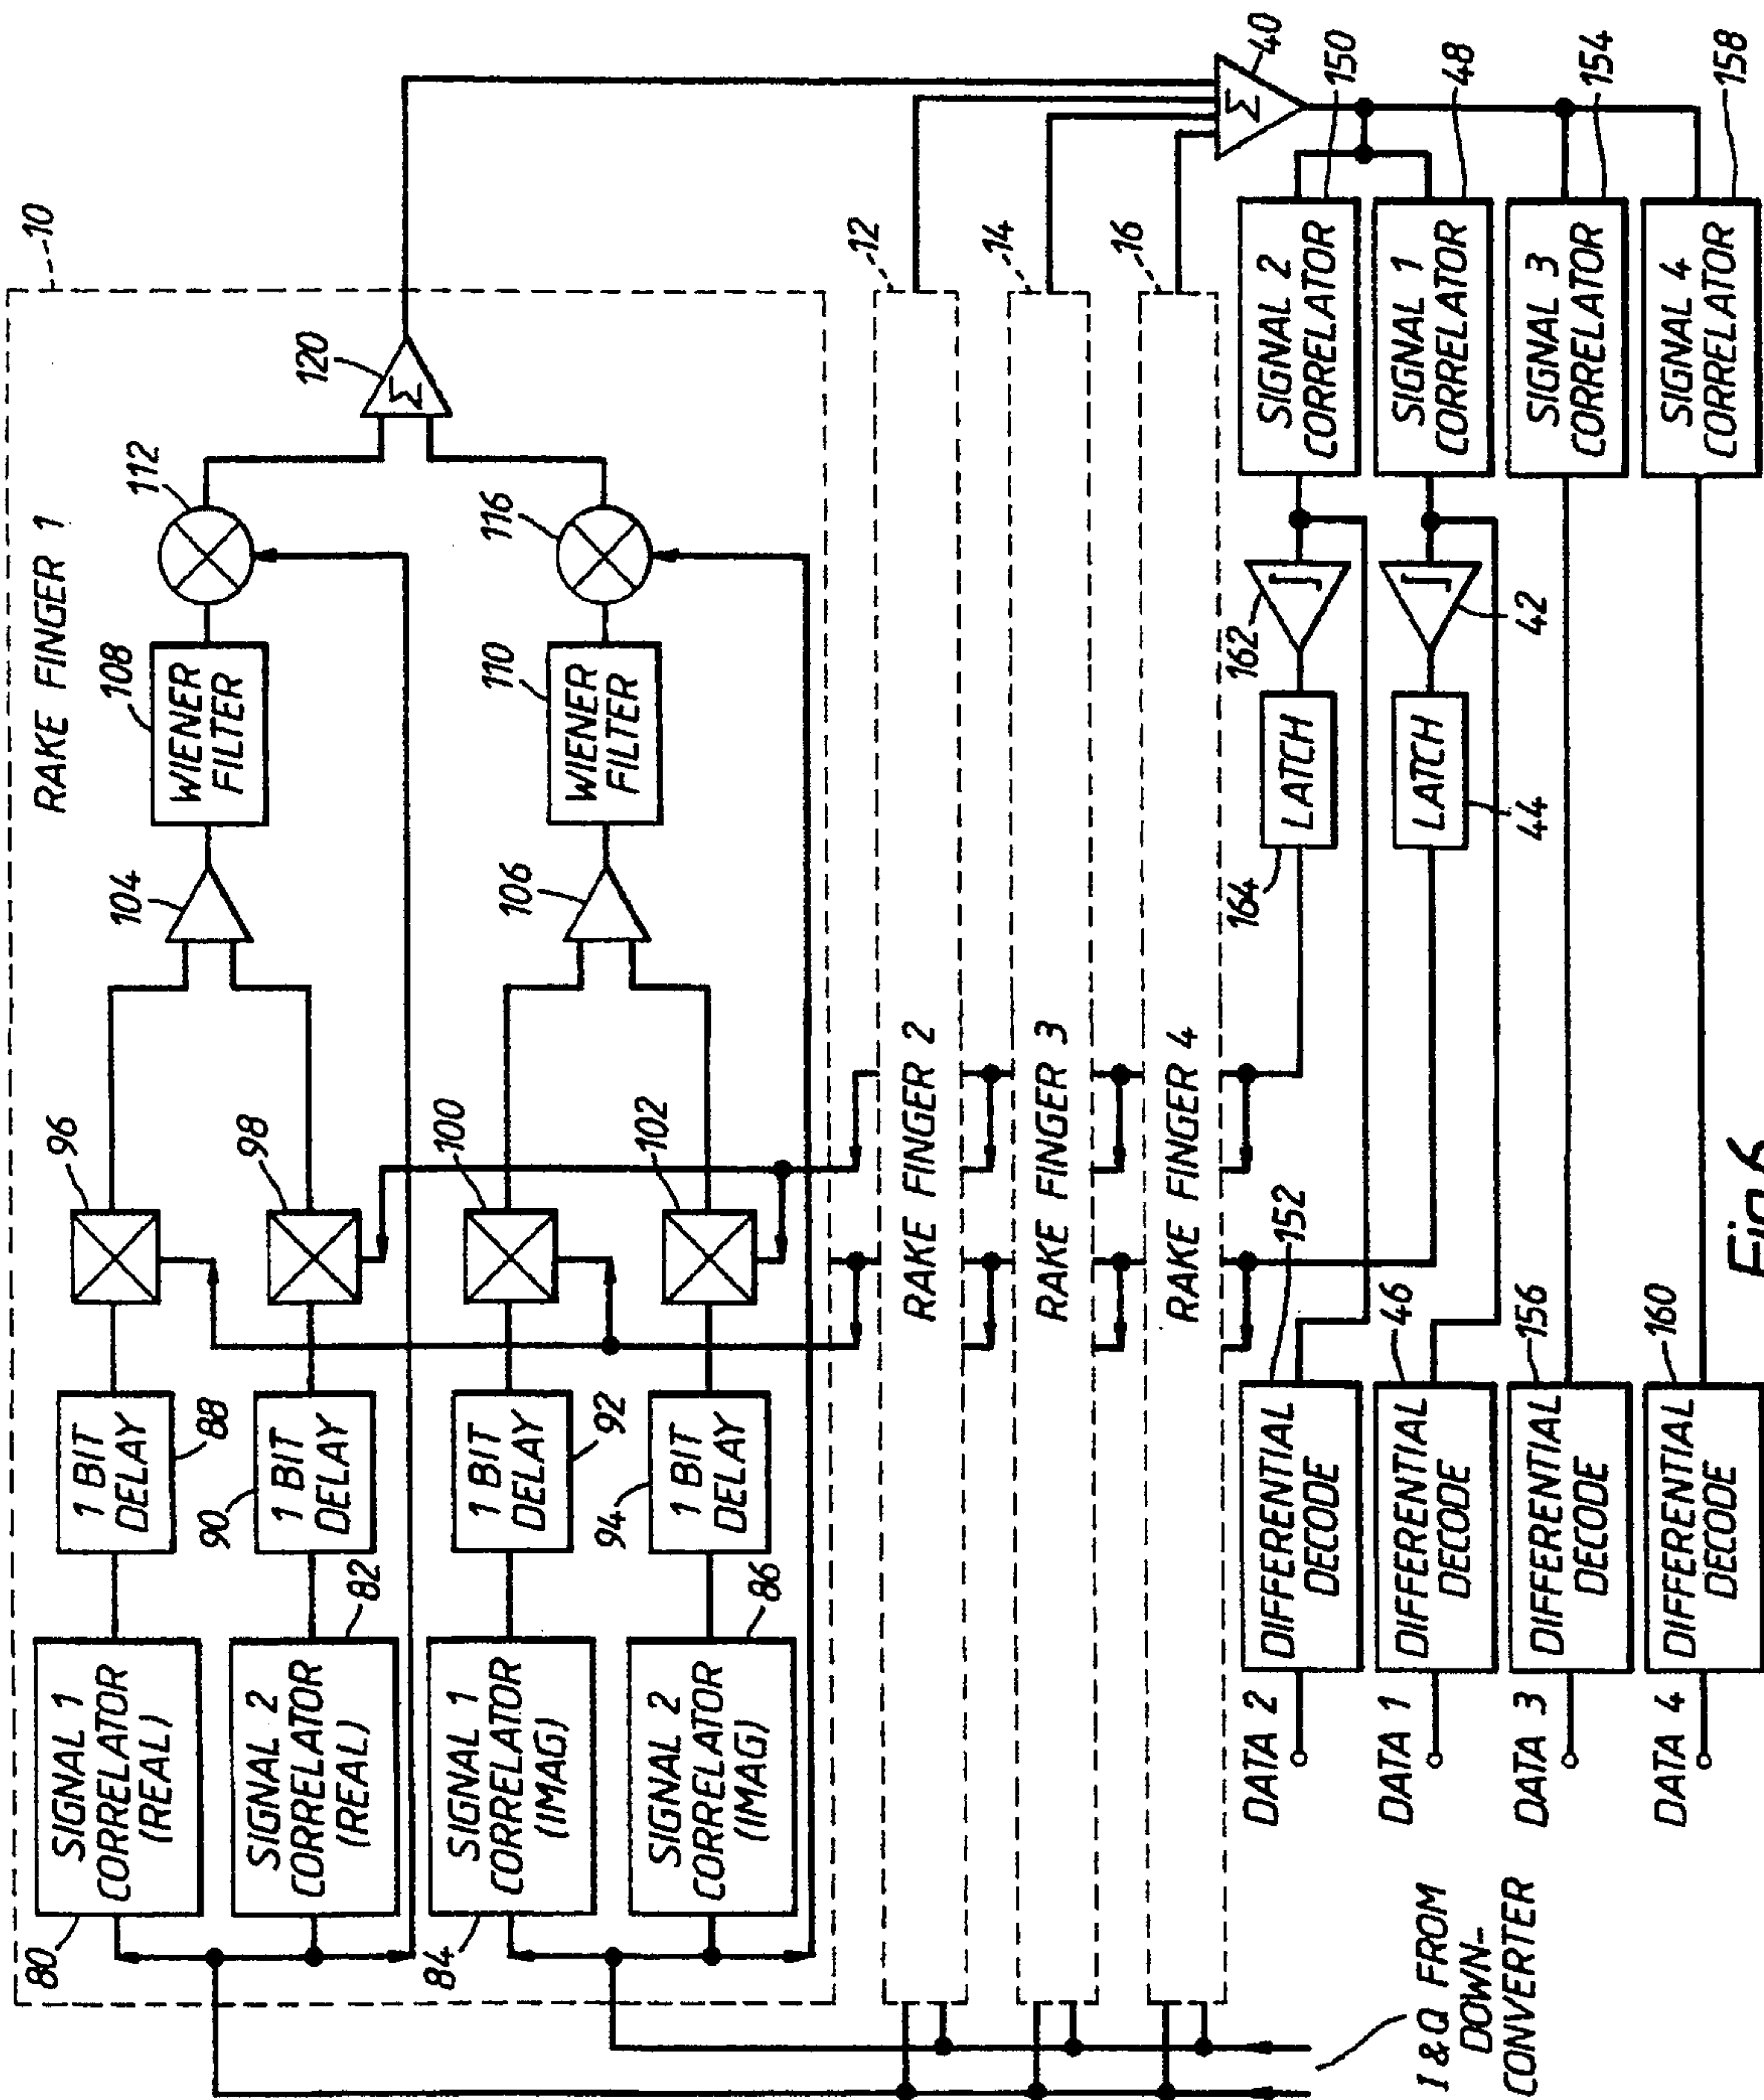 10
RAKE FINGER 1
SIGNAL 1
CORRELATOR
(REAL)
80
1 BIT
DELAY
88
96
104
WIENER
FILTER
108
112
120
SIGNAL 2
CORRELATOR
(REAL)
82
1 BIT
DELAY
90
98
SIGNAL 1
CORRELATOR
(IMAG)
84
1 BIT
DELAY
92
100
106
WIENER
FILTER
110
116
Σ
SIGNAL 2
CORRELATOR
(IMAG)
86
1 BIT
DELAY
94
102
RAKE FINGER 2
12
RAKE FINGER 3
14
RAKE FINGER 4
16
Σ
40
DATA 2
DIFFERENTIAL
DECODE
152
LATCH
164
∫
162
SIGNAL 2
CORRELATOR
150
DATA 1
DIFFERENTIAL
DECODE
46
LATCH
44
∫
42
SIGNAL 1
CORRELATOR
48
DATA 3
DIFFERENTIAL
DECODE
156
SIGNAL 3
CORRELATOR
154
DATA 4
DIFFERENTIAL
DECODE
160
SIGNAL 4
CORRELATOR
158
I & Q FROM
DOWN-
CONVERTER
Fig.6